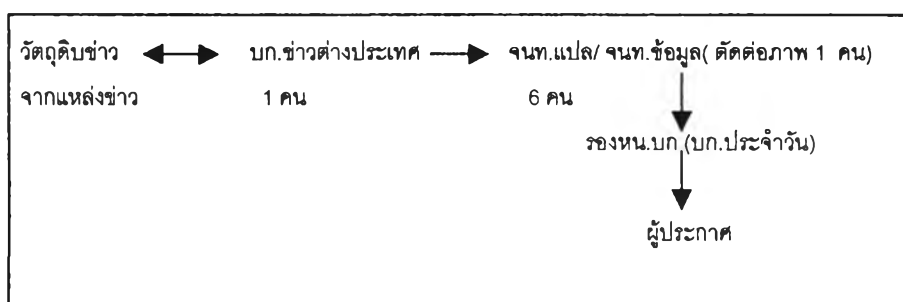 วัตถุดิบข่าว บก.ข่าวต่างประเทศ จนท.แปล/ จนท.ข้อมูล( ตัดต่อภาพ 1 คน)
จากแหล่งข่าว 1 คน 6 คน
รองหน.บก (บก.ประจำวัน)
ผู้ประกาศ